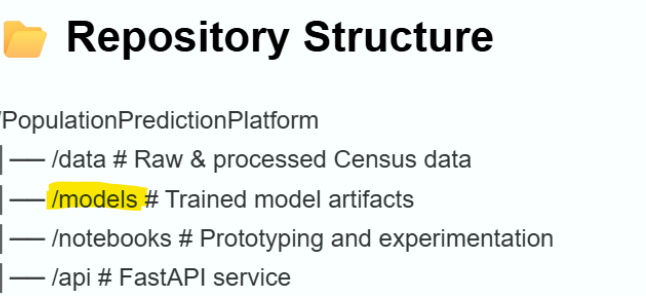 Repository Structure
/PopulationPredictionPlatform
|── /data # Raw & processed Census data
|── /models # Trained model artifacts
|── /notebooks # Prototyping and experimentation
|── /api # FastAPI service